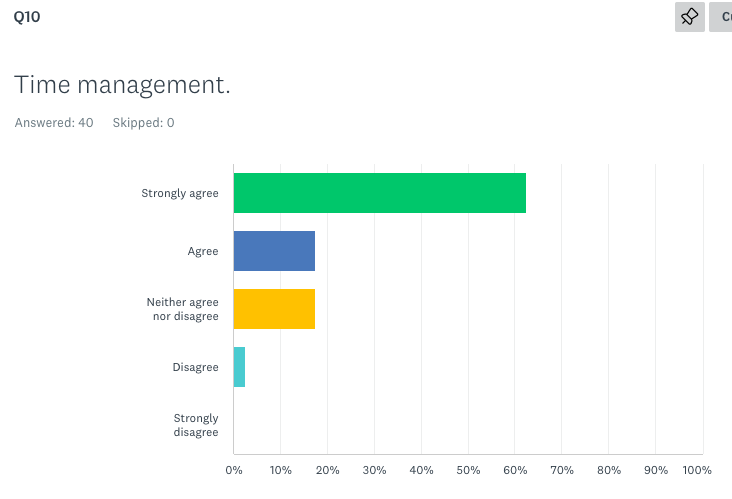 Q10
Time management.
Answered: 40 Skipped: 0
Strongly agree
Agree
Neither agree
nor disagree
Disagree
Strongly
disagree
0% 10% 20% 30% 40% 50% 60% 70% 80% 90% 100%